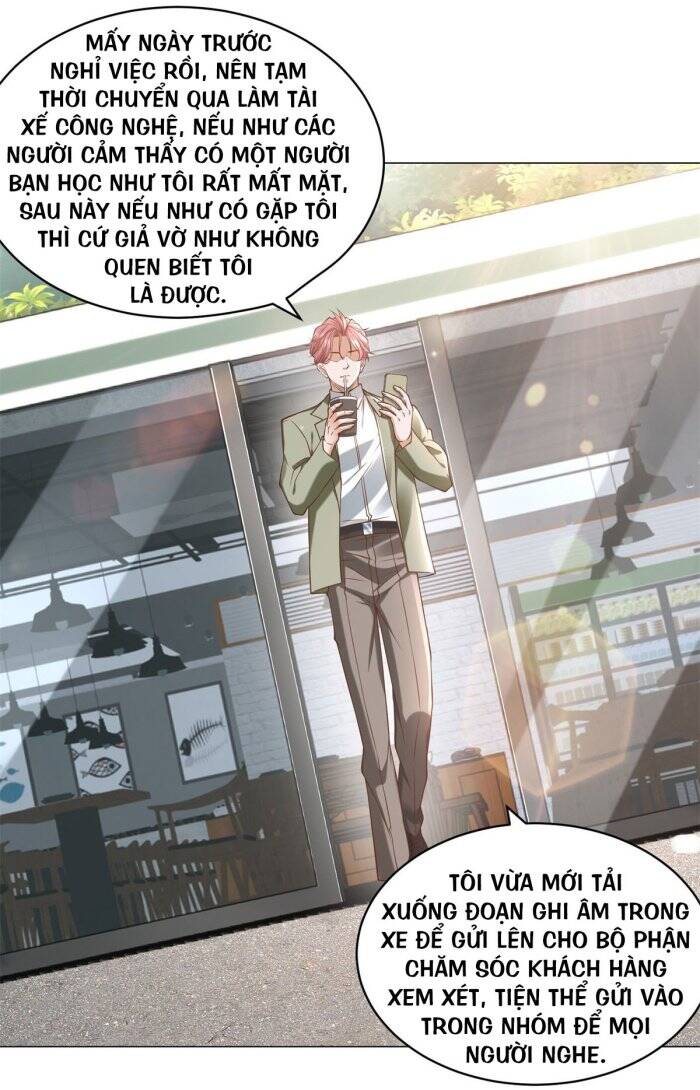 MẤY NGÀY TRƯỚC
NGHỈ VIỆC RỒI, NÊN TẠM
THỜI CHUYỂN QUA LÀM TÀI
XẾ CÔNG NGHỆ, NẾU NHƯ CÁC
NGƯỜI CẢM THẤY CÓ MỘT NGƯỜI
BẠN HỌC NHƯ TÔI RẤT MẤT MẶT,
SAU NÀY NẾU NHƯ CÓ GẶP TÔI
THÌ CỨ GIẢ VỜ NHƯ KHÔNG
QUEN BIẾT TÔI
LÀ ĐƯỢC.
TÔI VỪA MỚI TẢI
XUỐNG ĐOẠN GHI ÂM TRONG
XE ĐỂ GỬI LÊN CHO BỘ PHẬN
CHĂM SÓC KHÁCH HÀNG
XEM XÉT, TIỆN THỂ GỬI VÀO
TRONG NHÓM ĐỂ MỌI
NGƯỜI NGHE.